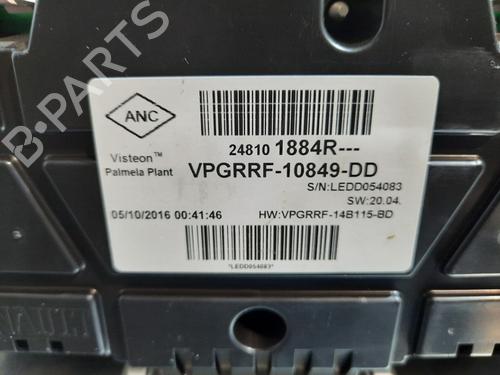 B-PARTS
ANC
Visteon™
Palmela Plant
24810 1884R---
VPGRRF-10849-DD
S/N:LEDD054083
SW:20.04.
05/10/2016 00:41:46
HW:VPGRRF-14B115-BD
*LEDD054083*